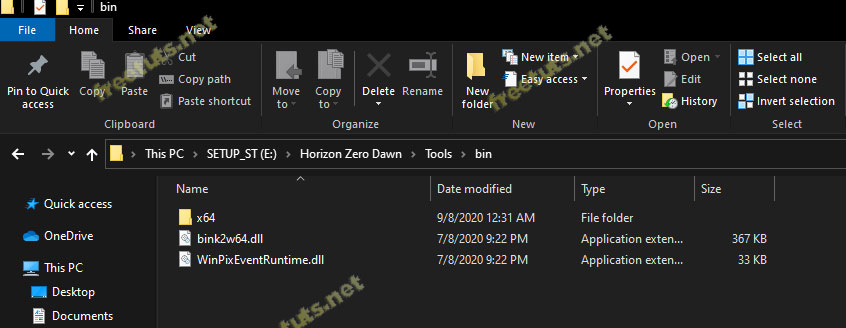 bin
File Home Share View
Pin to Quick access
Copy
Paste
Cut
Copy path
Paste shortcut
Clipboard
Move to
Copy to
Delete
Rename
Organize
New folder
New item
Easy access
New
Properties
Open
Edit
History
Open
Select all
Select none
Invert selection
Select
This PC > SETUP_ST (E:) > Horizon Zero Dawn > Tools > bin
Name Date modified Type Size
Quick access
OneDrive
This PC
Desktop
Documents
x64 9/8/2020 12:31 AM File folder
bink2w64.dll 7/8/2020 9:22 PM Application exten... 367 KB
WinPixEventRuntime.dll 7/8/2020 9:22 PM Application exten... 33 KB
freetuts.net
freetuts.net
freetuts.net